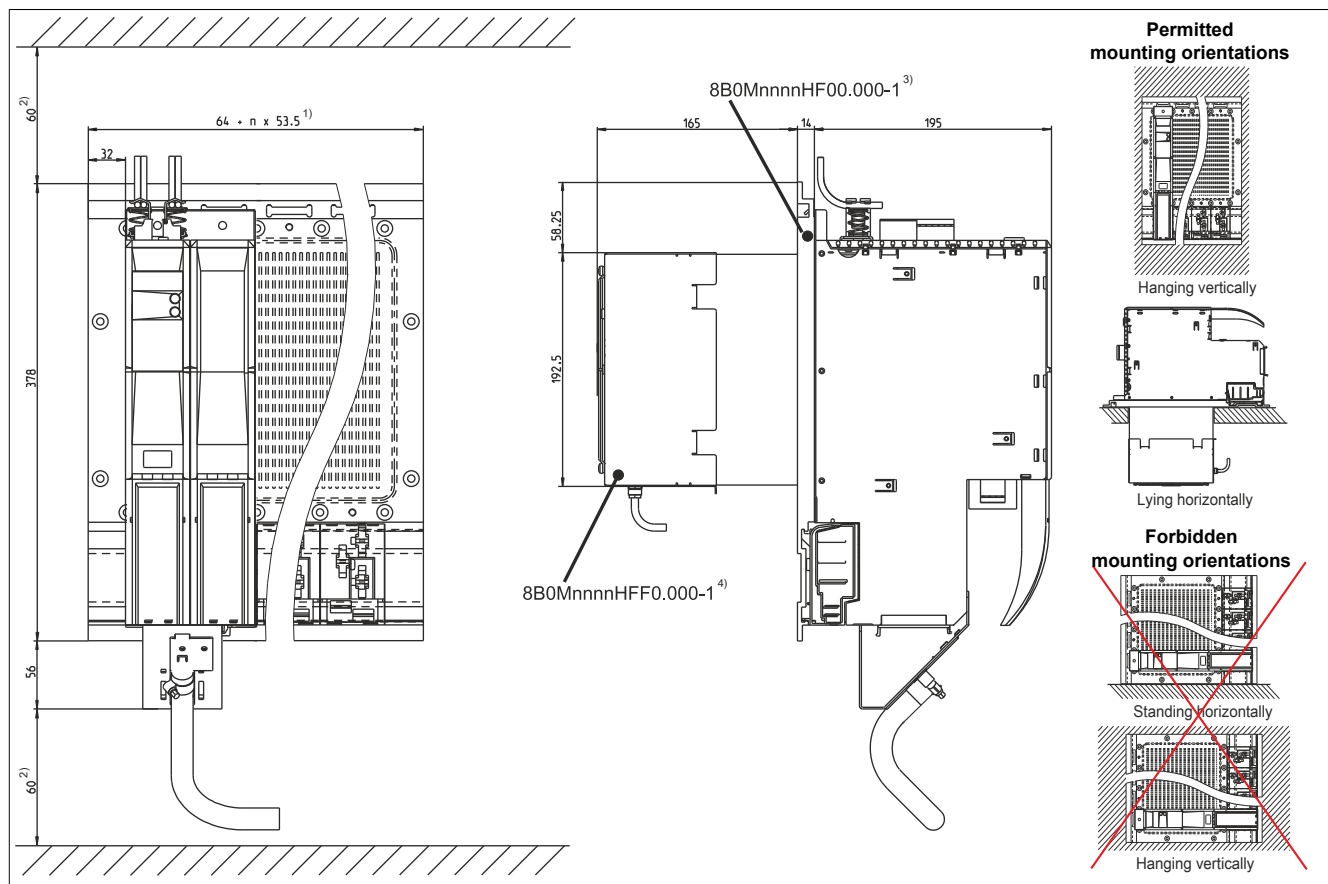 60 2)
64 + n x 53.5 1)
32
378
56
60 2)
8B0MnnnnHF00.000-1 3)
165
14
195
58.25
192.5
8B0MnnnnHFF0.000-1 4)
Permitted
mounting orientations
Hanging vertically
Lying horizontally
Forbidden
mounting orientations
Standing horizontally
Hanging vertically